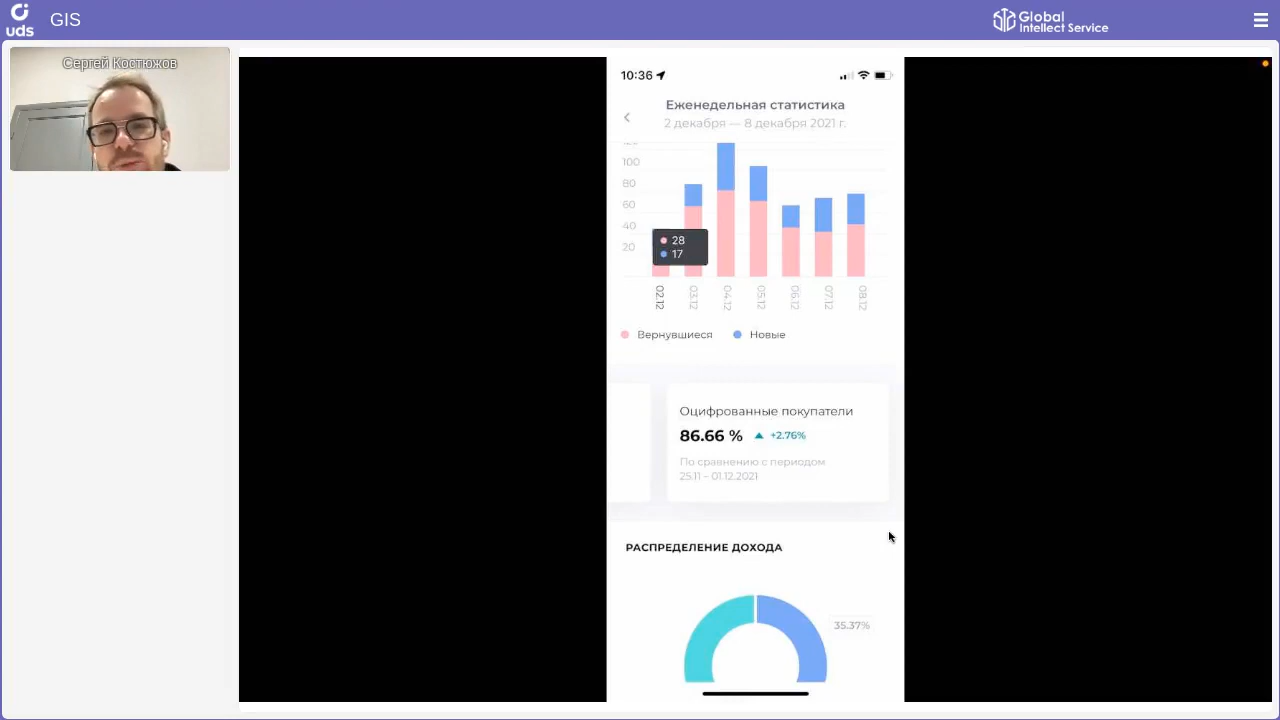 uds
GIS
Global
Intellect Service
Сергей Костюжов
10:36
Еженедельная статистика
2 декабря — 8 декабря 2021 г.
120
100
80
60
40
20
28
17
02.12
03.12
04.12
05.12
06.12
07.12
08.12
Вернувшиеся
Новые
Оцифрованные покупатели
86.66 %
+2.76%
По сравнению с периодом
25.11 – 01.12.2021
РАСПРЕДЕЛЕНИЕ ДОХОДА
35.37%